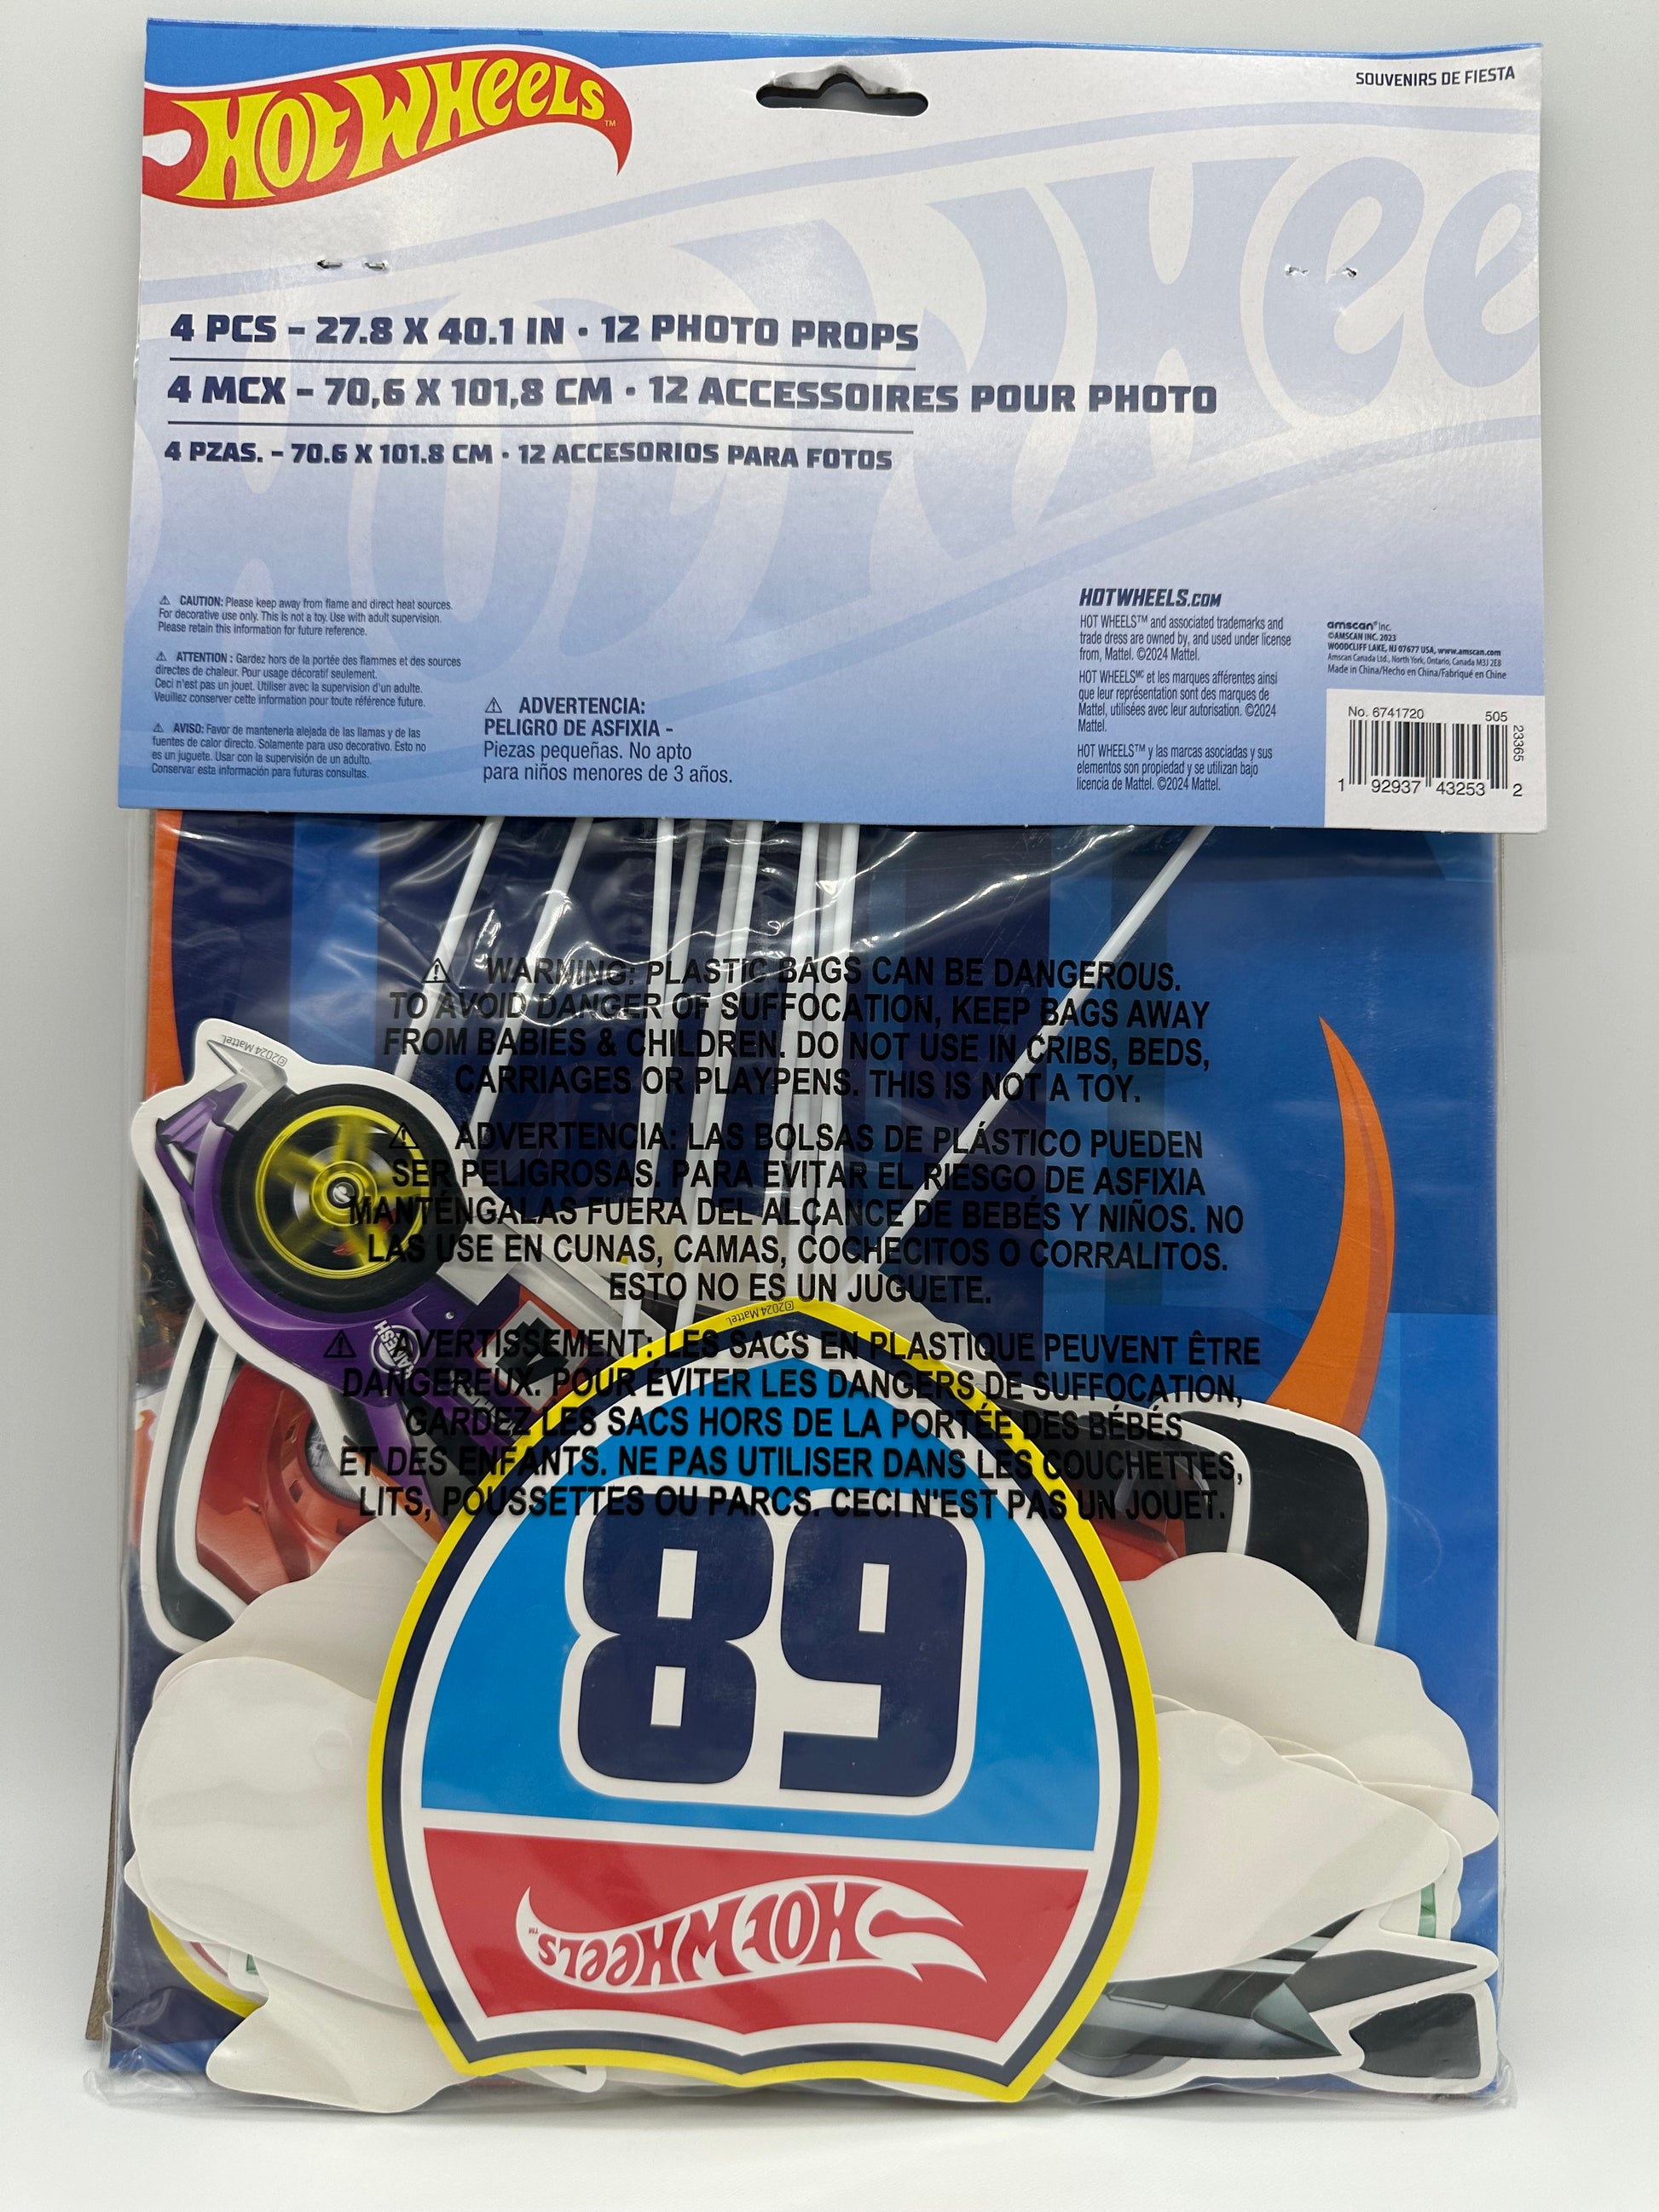 HOT WHEELS™
SOUVENIRS DE FIESTA
4 PCS – 27.8 X 40.1 IN · 12 PHOTO PROPS
4 MCX – 70,6 X 101,8 CM · 12 ACCESSOIRES POUR PHOTO
4 PZAS. – 70.6 X 101.8 CM · 12 ACCESORIOS PARA FOTOS
⚠ CAUTION: Please keep away from flame and direct heat sources.
For decorative use only. This is not a toy. Use with adult supervision.
Please retain this information for future reference.
⚠ ATTENTION : Gardez hors de la portée des flammes et des sources
directes de chaleur. Pour usage décoratif seulement.
Ceci n'est pas un jouet. Utiliser avec la supervision d'un adulte.
Veuillez conserver cette information pour toute référence future.
⚠ AVISO: Favor de mantenerla alejada de las llamas y de las
fuentes de calor directo. Solamente para uso decorativo. Esto no
es un juguete. Usar con la supervisión de un adulto.
Conservar esta información para futuras consultas.
⚠ ADVERTENCIA:
PELIGRO DE ASFIXIA –
Piezas pequeñas. No apto
para niños menores de 3 años.
HOTWHEELS.COM
HOT WHEELS™ and associated trademarks and
trade dress are owned by, and used under license
from, Mattel. ©2024 Mattel.
HOT WHEELS™ᶜ et les marques afférentes ainsi
que leur représentation sont des marques de
Mattel, utilisées avec leur autorisation. ©2024
Mattel.
HOT WHEELS™ y las marcas asociadas y sus
elementos son propiedad y se utilizan bajo
licencia de Mattel. ©2024 Mattel.
amscan® Inc.
©AMSCAN INC. 2023
WOODCLIFF LAKE, NJ 07677 USA, www.amscan.com
Amscan Canada Ltd., North York, Ontario, Canada M3J 2E8
Made in China/Hecho en China/Fabriqué en Chine
No. 6741720 505
23365
1 92937 43253 2
⚠ WARNING: PLASTIC BAGS CAN BE DANGEROUS.
TO AVOID DANGER OF SUFFOCATION, KEEP BAGS AWAY
FROM BABIES & CHILDREN. DO NOT USE IN CRIBS, BEDS,
CARRIAGES OR PLAYPENS. THIS IS NOT A TOY.
⚠ ADVERTENCIA: LAS BOLSAS DE PLÁSTICO PUEDEN
SER PELIGROSAS. PARA EVITAR EL RIESGO DE ASFIXIA
MANTÉNGALAS FUERA DEL ALCANCE DE BEBÉS Y NIÑOS. NO
LAS USE EN CUNAS, CAMAS, COCHECITOS O CORRALITOS.
ESTO NO ES UN JUGUETE.
⚠ AVERTISSEMENT: LES SACS EN PLASTIQUE PEUVENT ÊTRE
DANGEREUX. POUR ÉVITER LES DANGERS DE SUFFOCATION,
GARDEZ LES SACS HORS DE LA PORTÉE DES BÉBÉS
ET DES ENFANTS. NE PAS UTILISER DANS LES COUCHETTES,
LITS, POUSSETTES OU PARCS. CECI N'EST PAS UN JOUET.
©2024 Mattel
©2024 Mattel
68
HOT WHEELS™